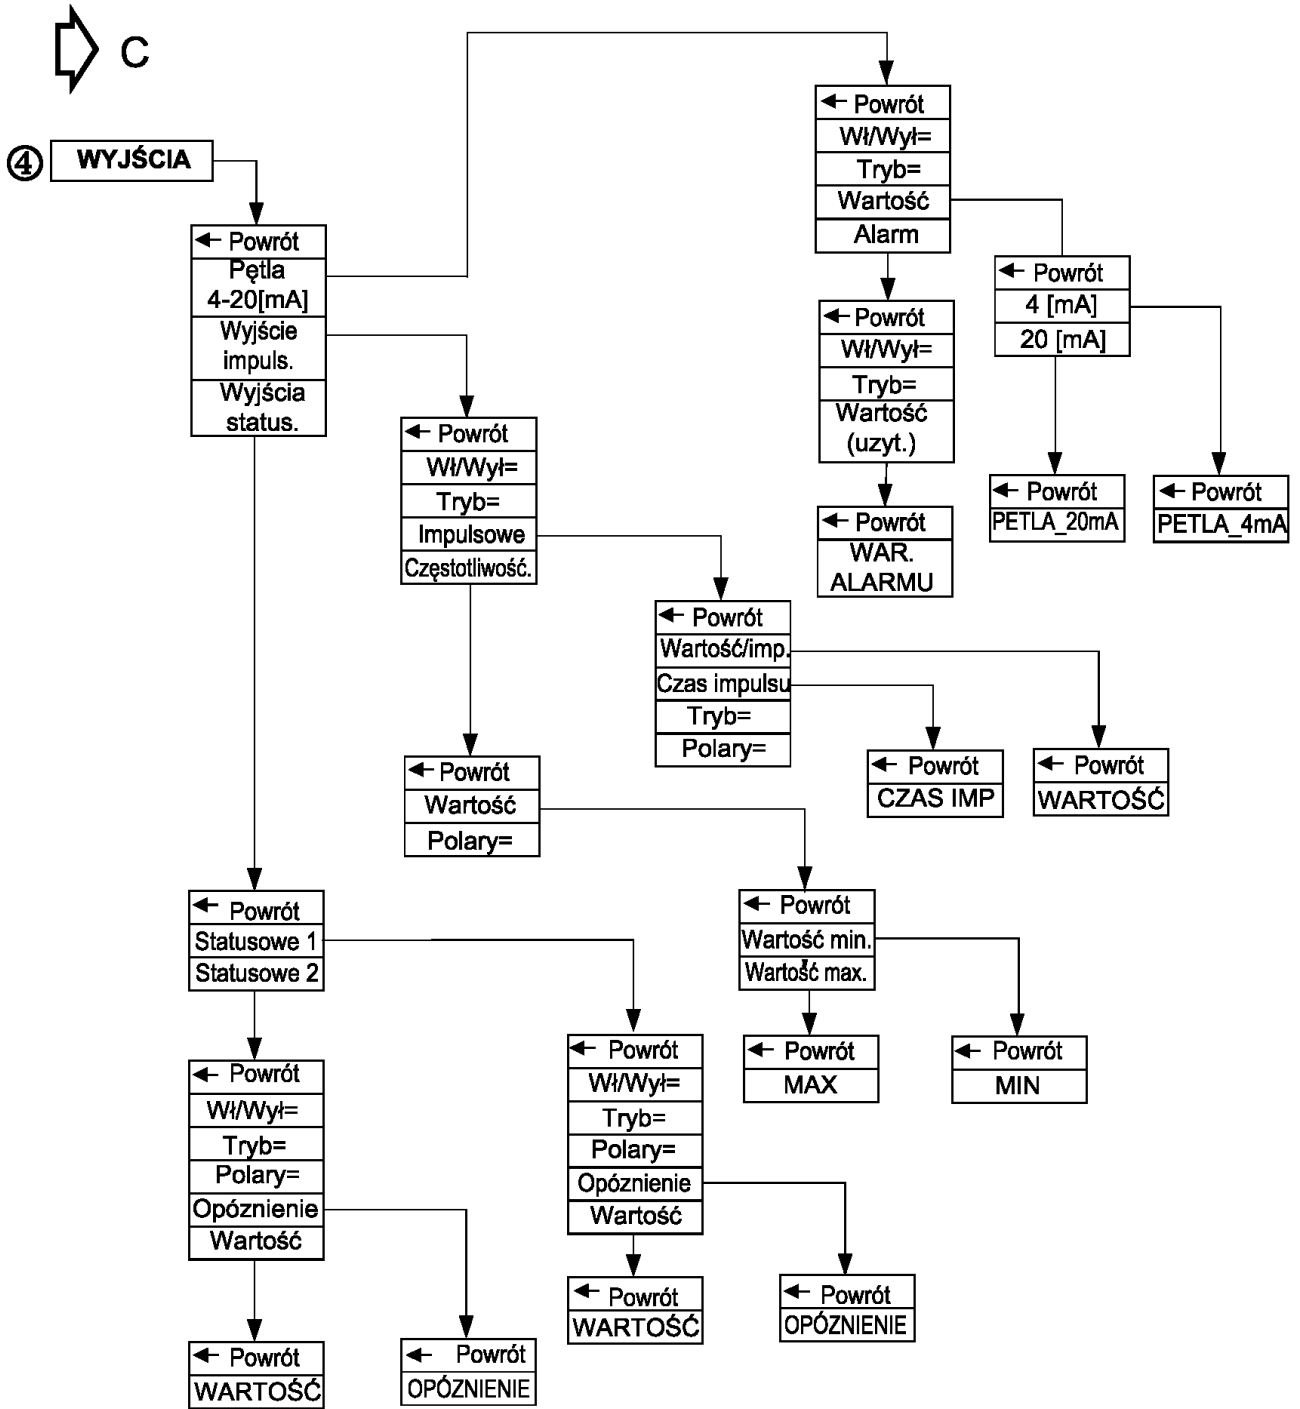 C
④ WYJŚCIA
← Powrót
Pętla
4-20[mA]
Wyjście
impuls.
Wyjścia
status.
← Powrót
Wł/Wył=
Tryb=
Wartość
Alarm
← Powrót
4 [mA]
20 [mA]
← Powrót
Wł/Wył=
Tryb=
Wartość
(uzyt.)
← Powrót
PETLA_20mA
← Powrót
PETLA_4mA
← Powrót
WAR.
ALARMU
← Powrót
Wł/Wył=
Tryb=
Impulsowe
Częstotliwość.
← Powrót
Wartość/imp.
Czas impulsu
Tryb=
Polary=
← Powrót
CZAS IMP
← Powrót
WARTOŚĆ
← Powrót
Wartość
Polary=
← Powrót
Wartość min.
Wartość max.
← Powrót
MAX
← Powrót
MIN
← Powrót
Statusowe 1
Statusowe 2
← Powrót
Wł/Wył=
Tryb=
Polary=
Opóznienie
Wartość
← Powrót
WARTOŚĆ
← Powrót
OPÓZNIENIE
← Powrót
Wł/Wył=
Tryb=
Polary=
Opóznienie
Wartość
← Powrót
WARTOŚĆ
← Powrót
OPÓZNIENIE